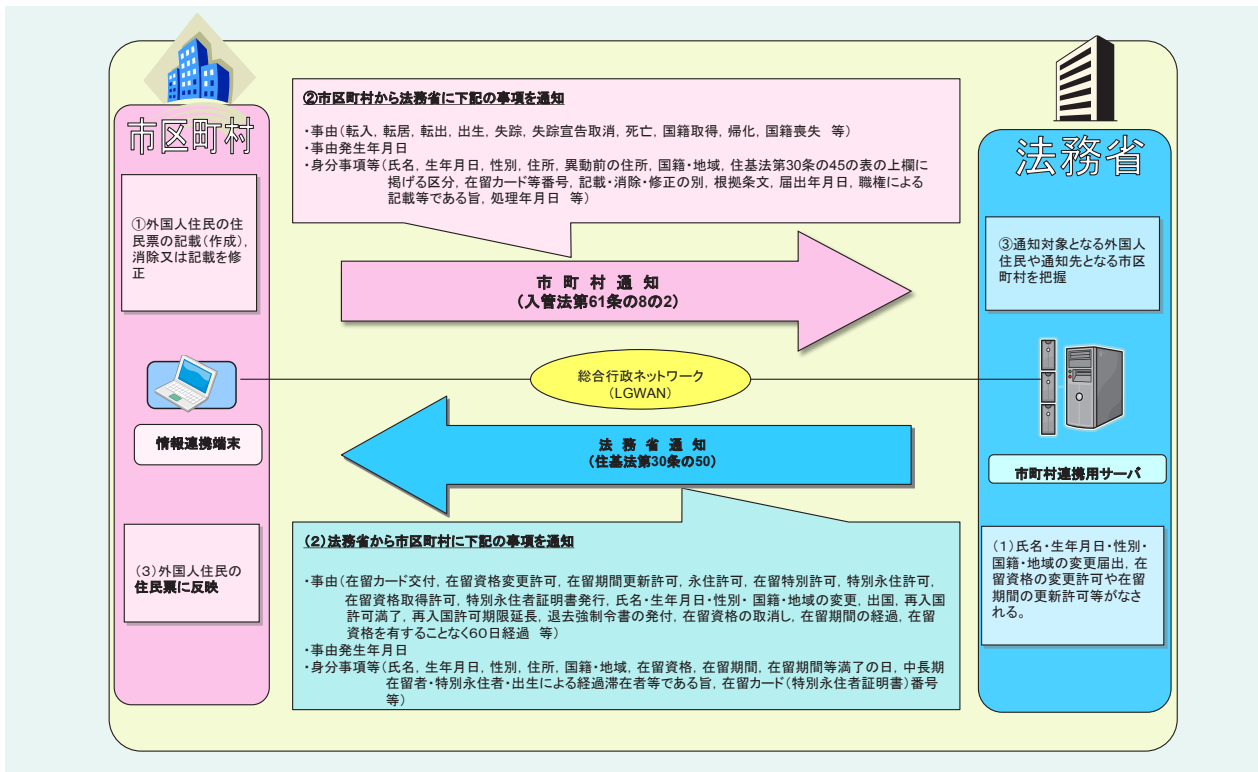 市区町村
①外国人住民の住
民票の記載（作成）,
消除又は記載を修
正
情報連携端末
（3）外国人住民の
住民票に反映
②市区町村から法務省に下記の事項を通知
・事由（転入, 転居, 転出, 出生, 失踪, 失踪宣告取消, 死亡, 国籍取得, 帰化, 国籍喪失　等）
・事由発生年月日
・身分事項等（氏名, 生年月日, 性別, 住所, 異動前の住所, 国籍・地域, 住基法第30条の45の表の上欄に
掲げる区分, 在留カード等番号, 記載・消除・修正の別, 根拠条文, 届出年月日, 職権による
記載等である旨, 処理年月日　等）
市　町　村　通　知
（入管法第61条の8の2）
総合行政ネットワーク
（LGWAN）
法　務　省　通　知
（住基法第30条の50）
（2）法務省から市区町村に下記の事項を通知
・事由（在留カード交付, 在留資格変更許可, 在留期間更新許可, 永住許可, 在留特別許可, 特別永住許可,
在留資格取得許可, 特別永住者証明書発行, 氏名・生年月日・性別・ 国籍・地域の変更, 出国, 再入国
許可満了, 再入国許可期限延長, 退去強制令書の発付, 在留資格の取消し, 在留期間の経過, 在留
資格を有することなく６０日経過　等）
・事由発生年月日
・身分事項等（氏名, 生年月日, 性別, 住所, 国籍・地域, 在留資格, 在留期間, 在留期間等満了の日, 中長期
在留者・特別永住者・出生による経過滞在者等である旨, 在留カード（特別永住者証明書）番号
等）
法務省
③通知対象となる外国人
住民や通知先となる市区
町村を把握
市町村連携用サーバ
（1）氏名・生年月日・性別・
国籍・地域の変更届出, 在
留資格の変更許可や在留
期間の更新許可等がなさ
れる。